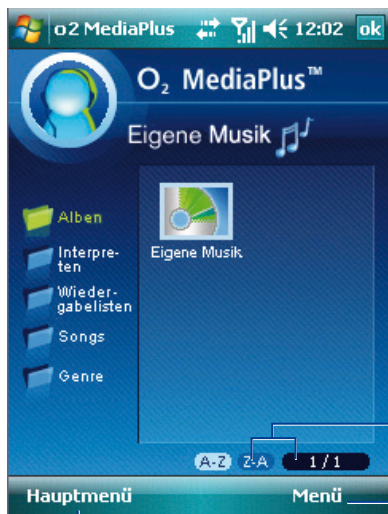 o2 MediaPlus 12:02 ok
O₂ MediaPlus™
Eigene Musik
Alben
Interpre-
ten
Wieder-
gabelisten
Songs
Genre
Eigene Musik
A-Z Z-A 1/1
Hauptmenü Menü